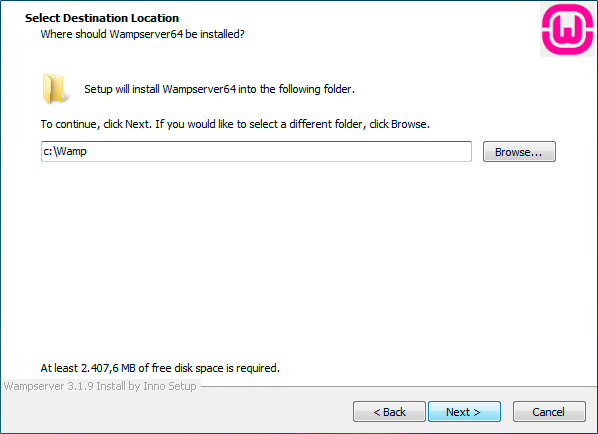 Select Destination Location
Where should Wampserver64 be installed?
Setup will install Wampserver64 into the following folder.
To continue, click Next. If you would like to select a different folder, click Browse.
c:\Wamp
Browse...
At least 2.407,6 MB of free disk space is required.
Wampserver 3.1.9 Install by Inno Setup
< Back
Next >
Cancel